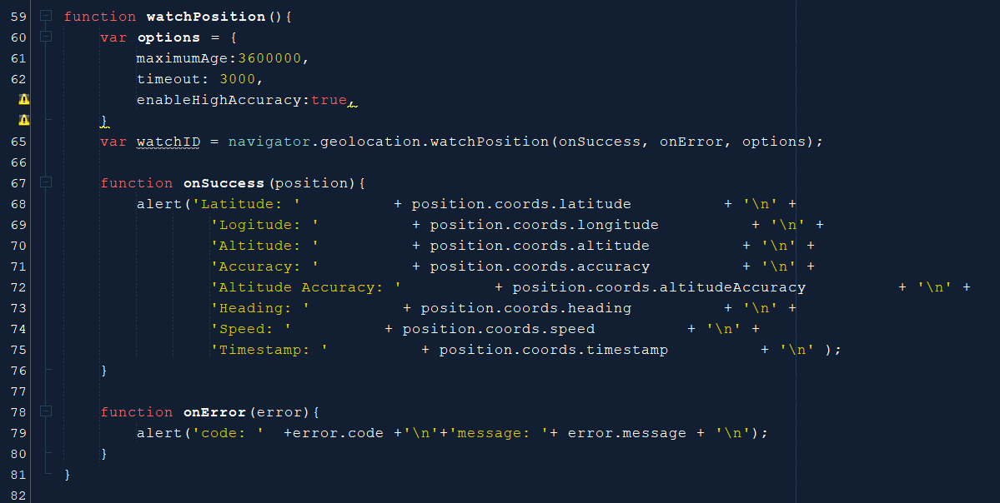 59 function watchPosition(){
60 var options = {
61 maximumAge:3600000,
62 timeout: 3000,
enableHighAccuracy:true,
}
65 var watchID = navigator.geolocation.watchPosition(onSuccess, onError, options);
66
67 function onSuccess(position){
68 alert('Latitude: ' + position.coords.latitude + '\n' +
69 'Logitude: ' + position.coords.longitude + '\n' +
70 'Altitude: ' + position.coords.altitude + '\n' +
71 'Accuracy: ' + position.coords.accuracy + '\n' +
72 'Altitude Accuracy: ' + position.coords.altitudeAccuracy + '\n' +
73 'Heading: ' + position.coords.heading + '\n' +
74 'Speed: ' + position.coords.speed + '\n' +
75 'Timestamp: ' + position.coords.timestamp + '\n' );
76 }
77
78 function onError(error){
79 alert('code: ' +error.code +'\n'+'message: '+ error.message + '\n');
80 }
81 }
82